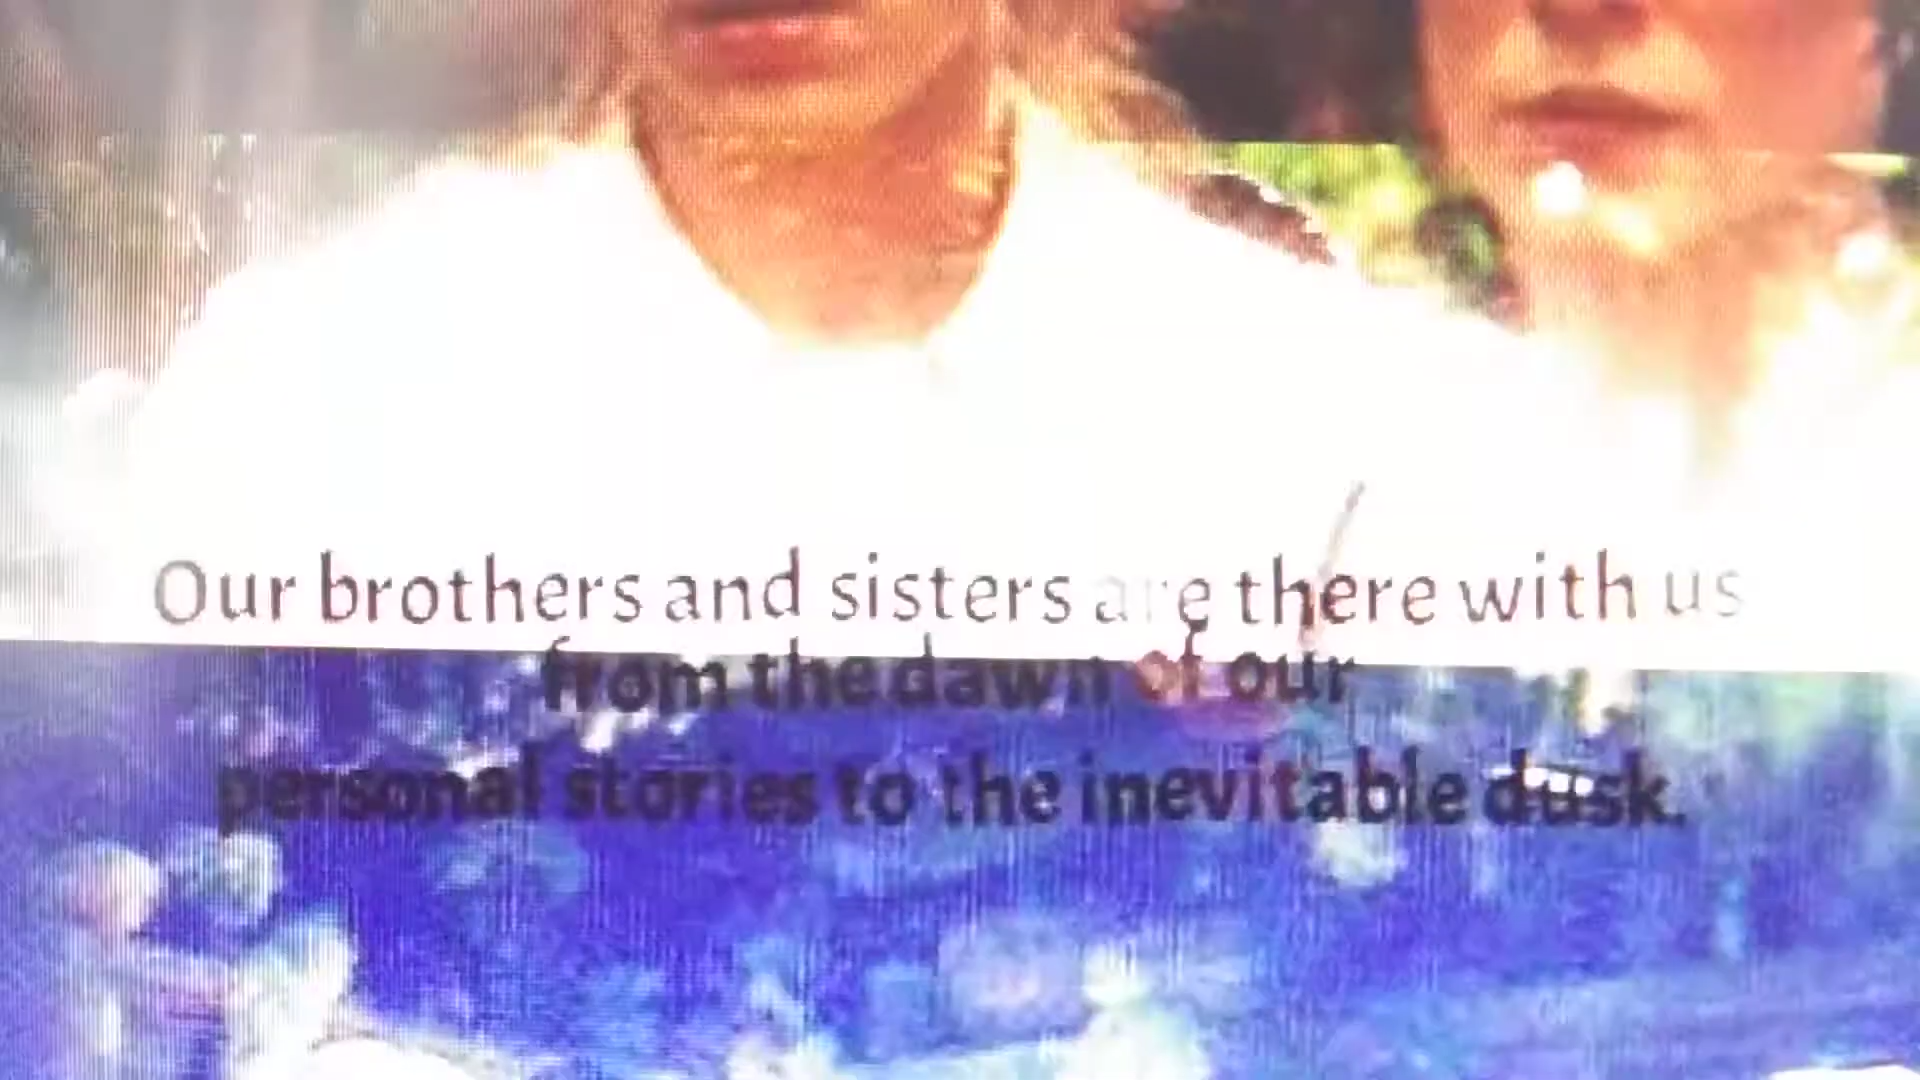 Our brothers and sisters are there with us
from the dawn of our
personal stories to the inevitable dusk.